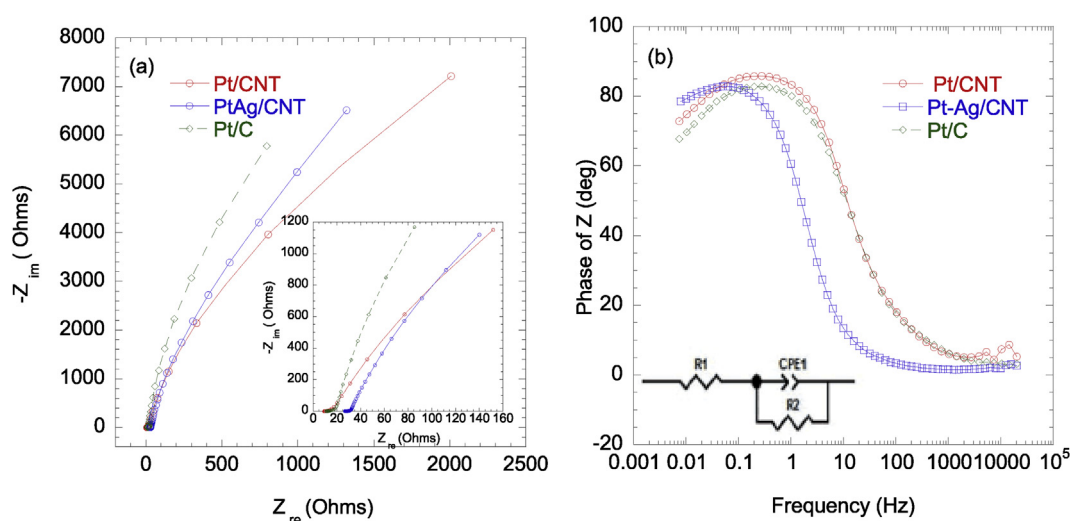 (a)
Pt/CNT
PtAg/CNT
Pt/C
8000
7000
6000
5000
4000
3000
2000
1000
0
-Z im ( Ohms)
0 500 1000 1500 2000 2500
Z re (Ohms)
1200
1000
800
600
400
200
0
-Z im ( Ohms)
0 20 40 60 80 100 120 140 160
Z re (Ohms)
(b)
Pt/CNT
Pt-Ag/CNT
Pt/C
100
80
60
40
20
0
-20
Phase of Z (deg)
R1
CPE1
R2
0.001 0.01 0.1 1 10 100 1000 10000 10⁵
Frequency (Hz)